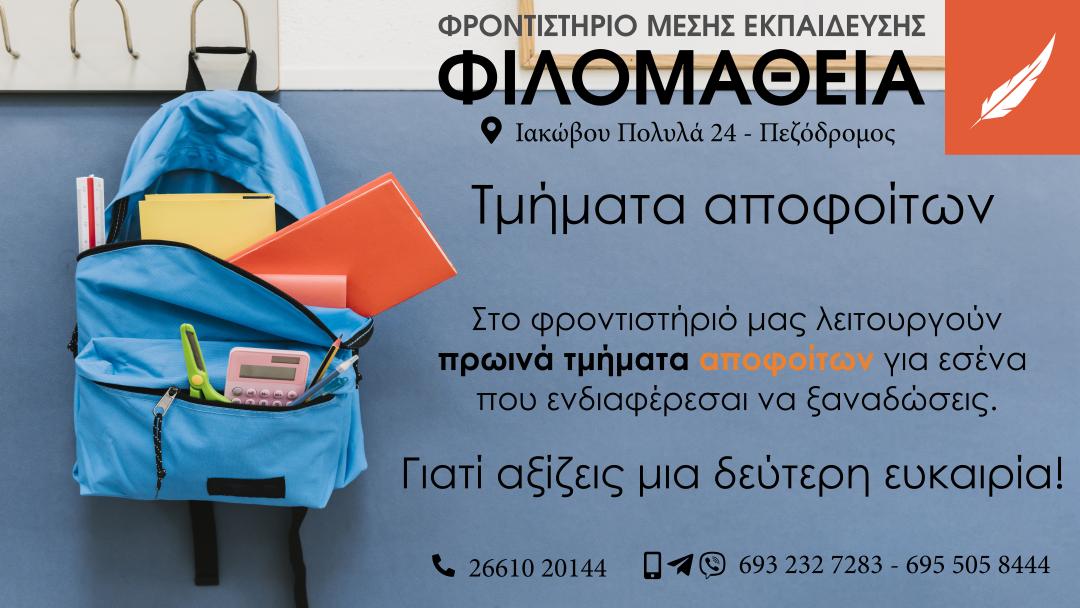 ΦΡΟΝΤΙΣΤΗΡΙΟ ΜΕΣΗΣ ΕΚΠΑΙΔΕΥΣΗΣ
ΦΙΛΟΜΑΘΕΙΑ
Ιακώβου Πολυλά 24 - Πεζόδρομος
Τμήματα αποφοίτων
Στο φροντιστήριό μας λειτουργούν
πρωινά τμήματα αποφοίτων για εσένα
που ενδιαφέρεσαι να ξαναδώσεις.
Γιατί αξίζεις μια δεύτερη ευκαιρία!
26610 20144
693 232 7283 - 695 505 8444